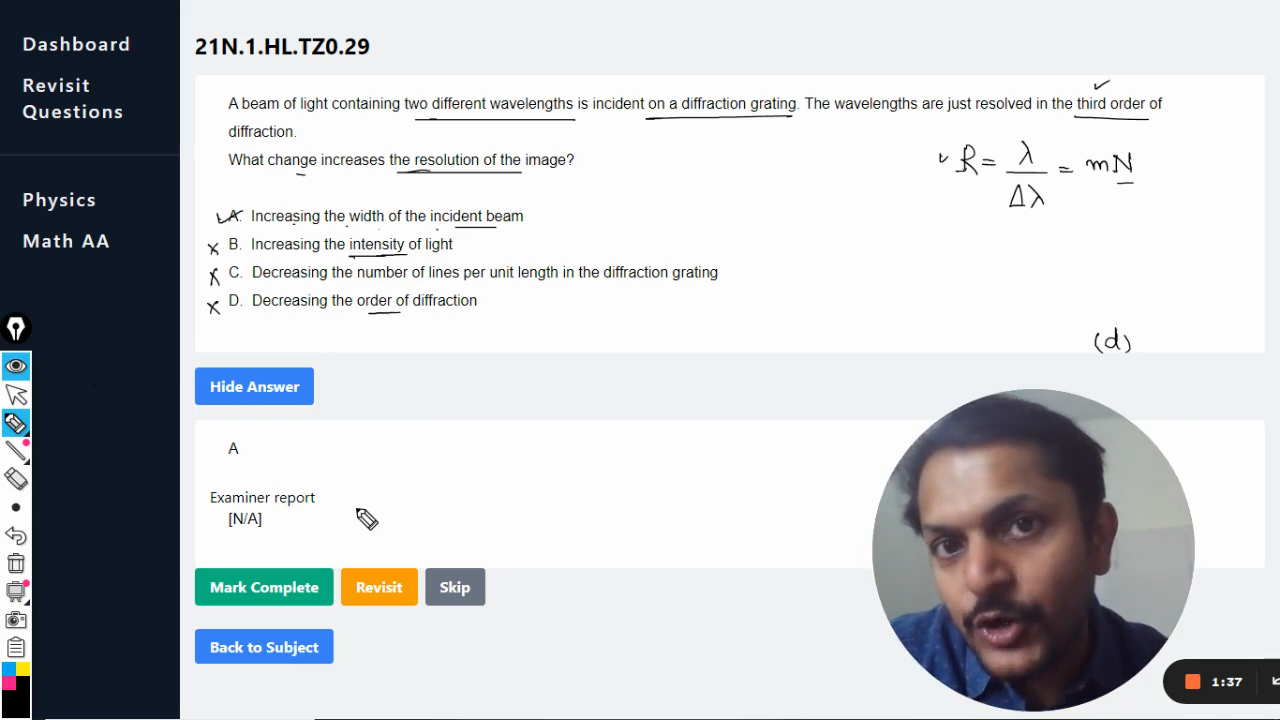 Dashboard
Revisit
Questions
Physics
Math AA
21N.1.HL.TZ0.29
A beam of light containing two different wavelengths is incident on a diffraction grating. The wavelengths are just resolved in the third order of
diffraction.
What change increases the resolution of the image?
R = λ/Δλ = mN
A. Increasing the width of the incident beam
B. Increasing the intensity of light
C. Decreasing the number of lines per unit length in the diffraction grating
D. Decreasing the order of diffraction
(d)
Hide Answer
A
Examiner report
[N/A]
Mark Complete
Revisit
Skip
Back to Subject
1:37